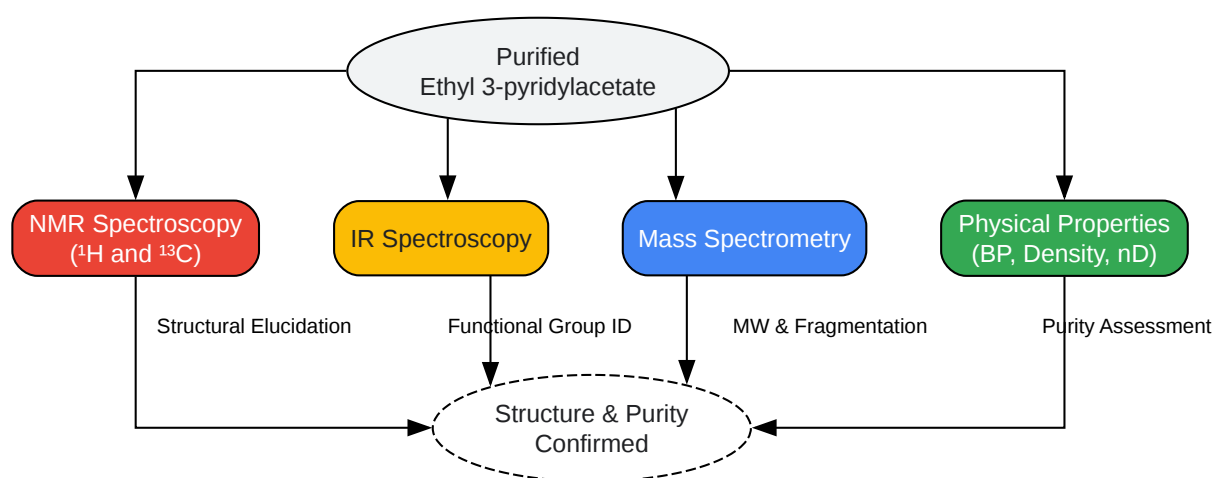 Purified
Ethyl 3-pyridylacetate
NMR Spectroscopy
(¹H and ¹³C)
IR Spectroscopy
Mass Spectrometry
Physical Properties
(BP, Density, nD)
Structural Elucidation
Functional Group ID
MW & Fragmentation
Purity Assessment
Structure & Purity
Confirmed